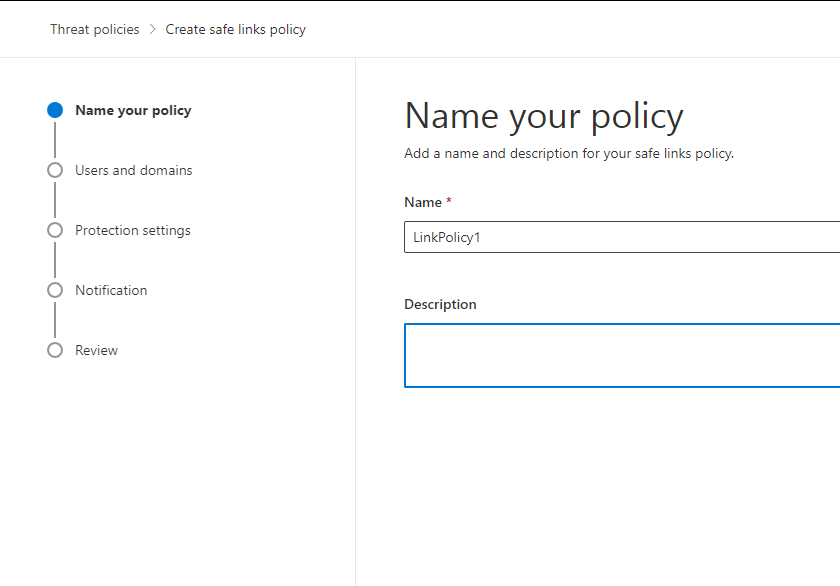 Threat policies > Create safe links policy
Name your policy
Users and domains
Protection settings
Notification
Review
Name your policy
Add a name and description for your safe links policy.
Name *
LinkPolicy1
Description